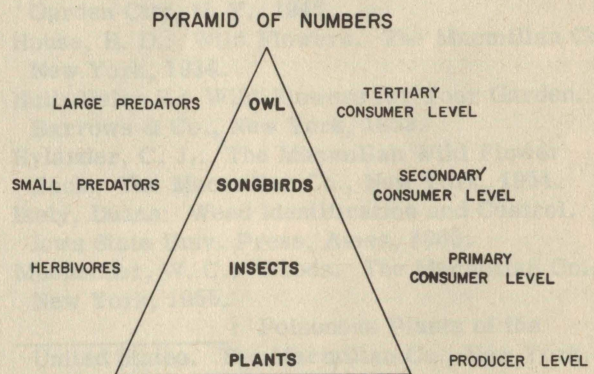 PYRAMID OF NUMBERS
LARGE PREDATORS
OWL
TERTIARY
CONSUMER LEVEL
SMALL PREDATORS
SONGBIRDS
SECONDARY
CONSUMER LEVEL
HERBIVORES
INSECTS
PRIMARY
CONSUMER LEVEL
PLANTS
PRODUCER LEVEL